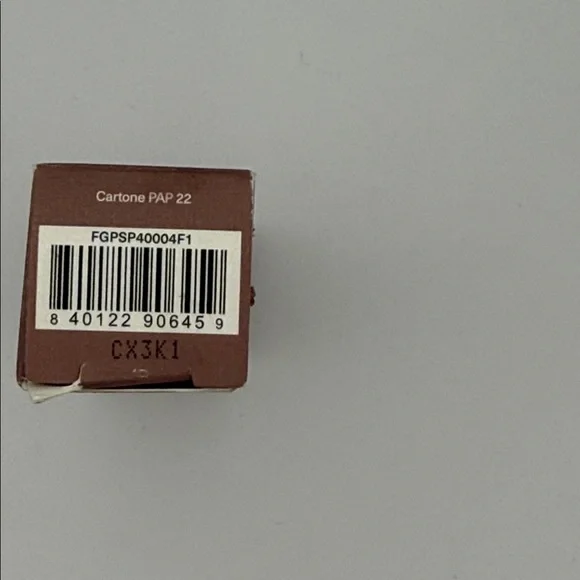 Cartone PAP 22
FGPSP40004F1
8 40122 90645 9
CX3K1